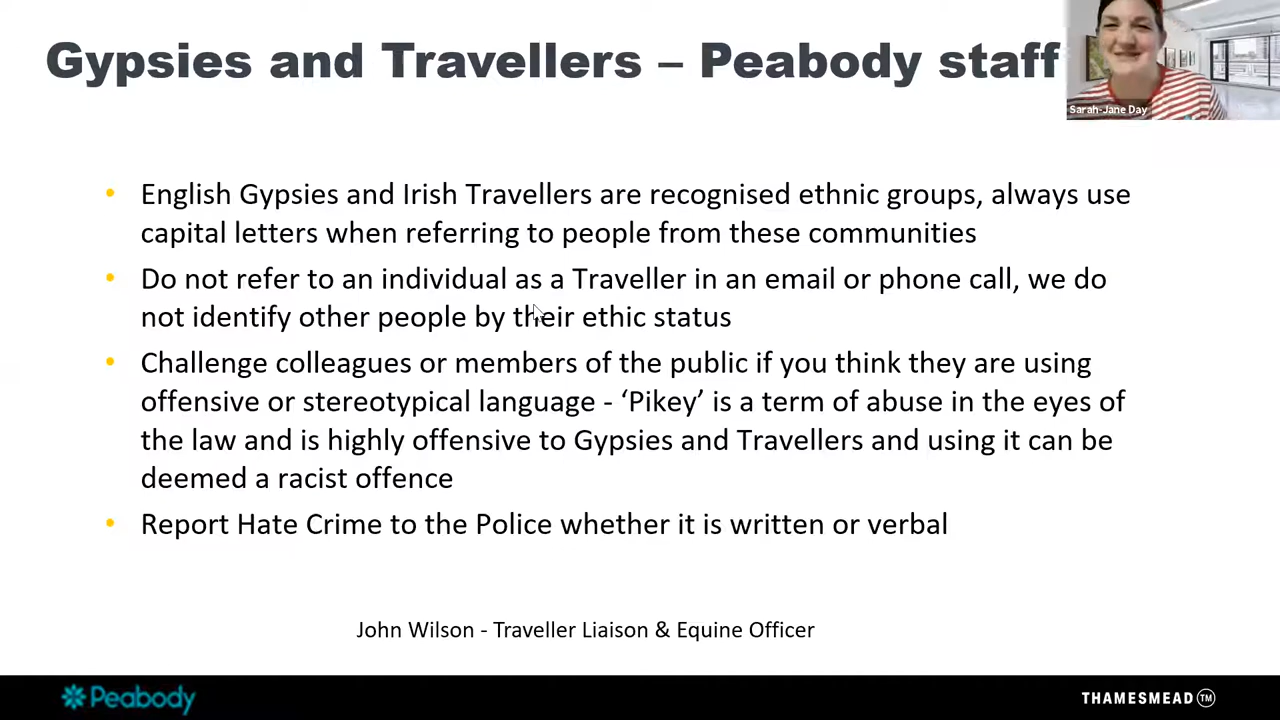 Gypsies and Travellers – Peabody staff
Sarah-Jane Day
• English Gypsies and Irish Travellers are recognised ethnic groups, always use
capital letters when referring to people from these communities
• Do not refer to an individual as a Traveller in an email or phone call, we do
not identify other people by their ethic status
• Challenge colleagues or members of the public if you think they are using
offensive or stereotypical language - ‘Pikey’ is a term of abuse in the eyes of
the law and is highly offensive to Gypsies and Travellers and using it can be
deemed a racist offence
• Report Hate Crime to the Police whether it is written or verbal
John Wilson - Traveller Liaison & Equine Officer
Peabody
THAMESMEAD TM